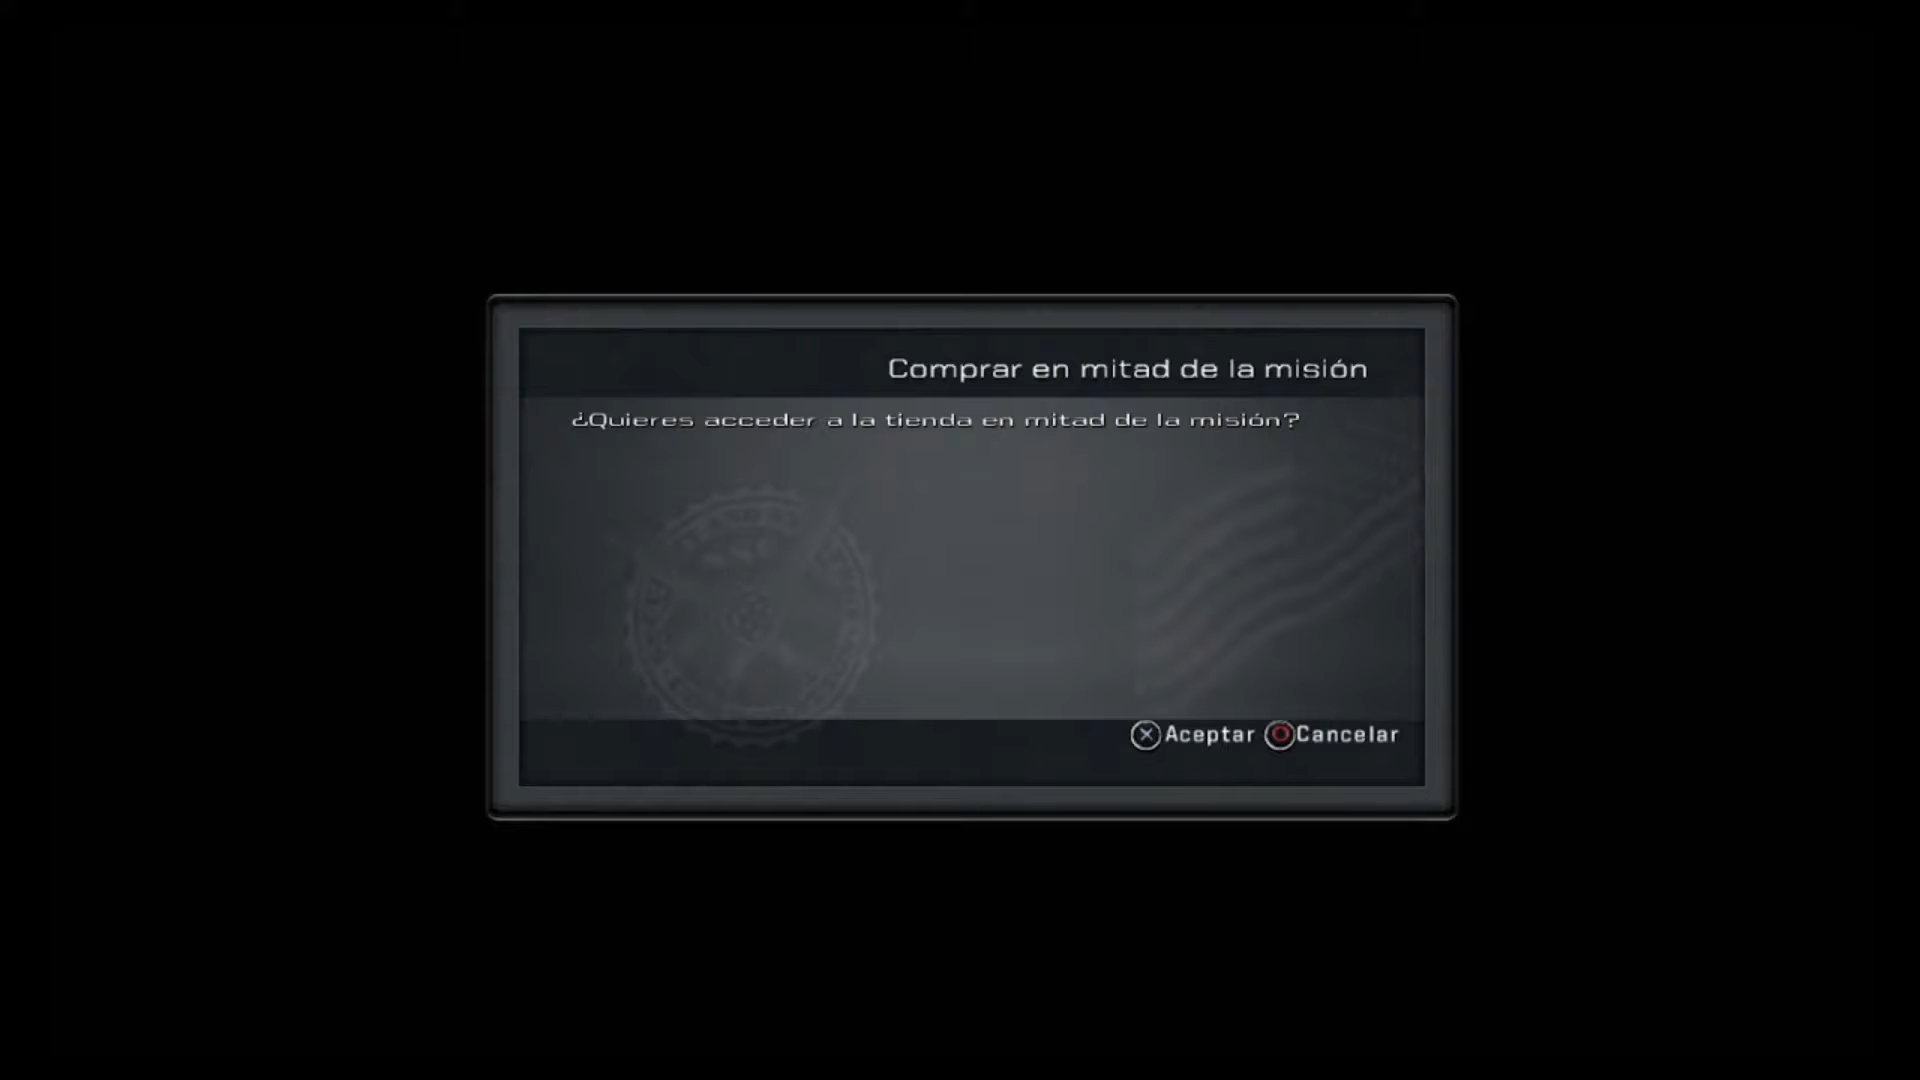 Comprar en mitad de la misión
¿Quieres acceder a la tienda en mitad de la misión?
Aceptar Cancelar